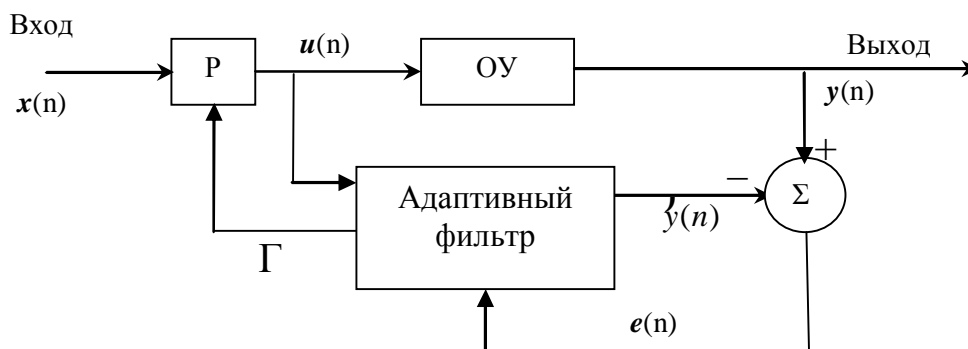 Вход
u(n)
Выход
P
ОУ
x(n)
y(n)
+
Адаптивный
фильтр
−
Σ
y(n)
Г
e(n)